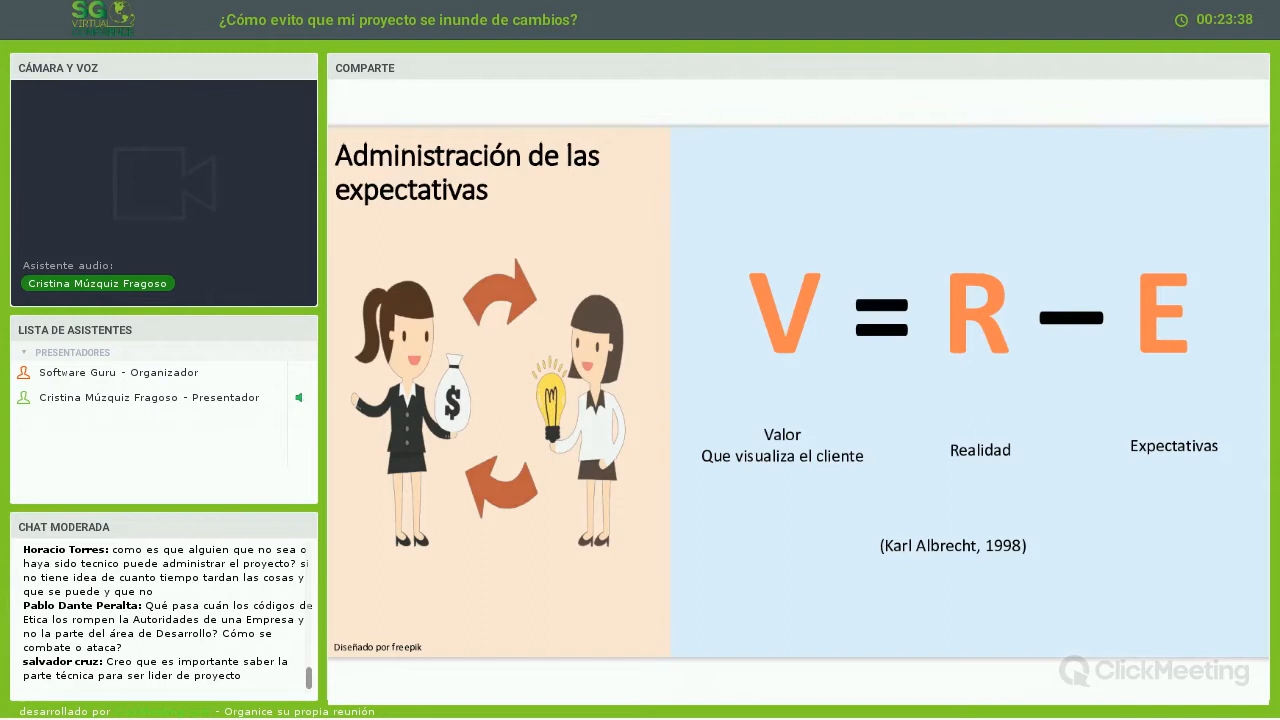 SG
VIRTUAL
CONFERENCE
¿Cómo evito que mi proyecto se inunde de cambios?
00:23:38
CÁMARA Y VOZ
Asistente audio:
Cristina Múzquiz Fragoso
LISTA DE ASISTENTES
PRESENTADORES
Software Guru - Organizador
Cristina Múzquiz Fragoso - Presentador
CHAT MODERADA
Horacio Torres: como es que alguien que no sea o
haya sido tecnico puede administrar el proyecto? si
no tiene idea de cuanto tiempo tardan las cosas y
que se puede y que no
Pablo Dante Peralta: Qué pasa cuán los códigos de
Etica los rompen la Autoridades de una Empresa y
no la parte del área de Desarrollo? Cómo se
combate o ataca?
salvador cruz: Creo que es importante saber la
parte técnica para ser lider de proyecto
desarrollado por
- Organice su propia reunión
COMPARTE
Administración de las
expectativas
$
Diseñado por freepik
V = R – E
Valor
Que visualiza el cliente
Realidad
Expectativas
(Karl Albrecht, 1998)
ClickMeeting